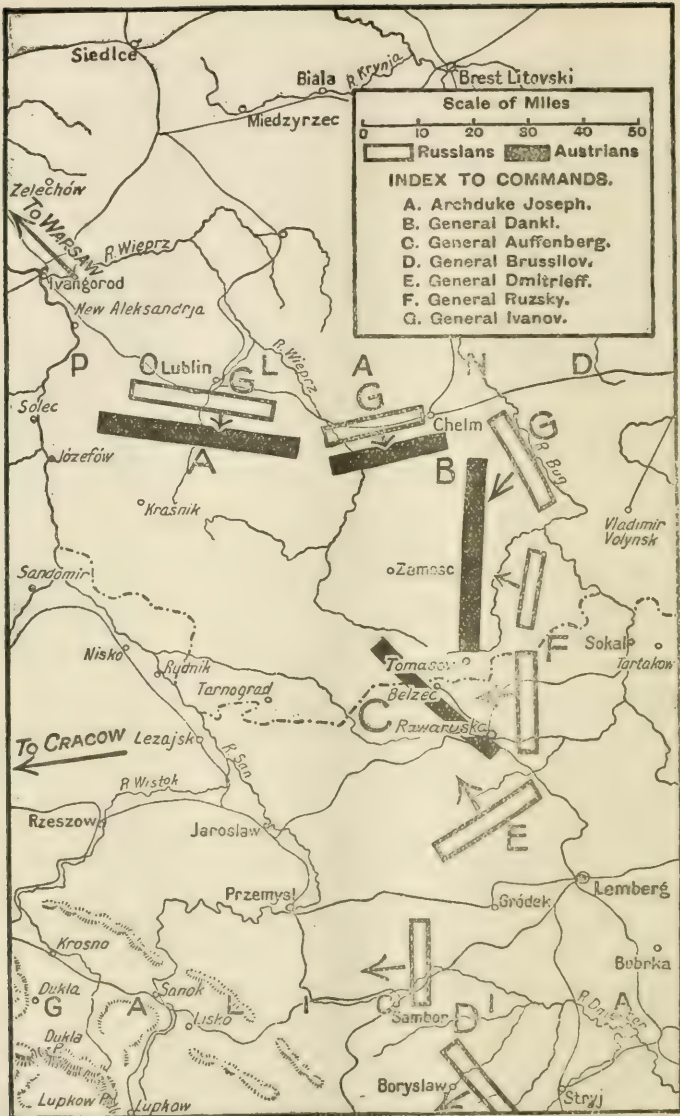 Siedlce
Biala
R. Krynja
Brest Litovski
Miedzyrzec
Scale of Miles
0 10 20 30 40 50
Russians Austrians
INDEX TO COMMANDS.
A. Archduke Joseph.
B. General Dankl.
C. General Auffenberg.
D. General Brussilov.
E. General Dmitrieff.
F. General Ruzsky.
G. General Ivanov.
Zelechów
TO WARSAW
R. Wieprz
Ivangorod
New Aleksandrja
R. Wieprz
P O L A N D
Lublin
G
G
Solec
Chelm
G
R. Bug
Józefów
A
B
Kraśnik
Vladimir
Volynsk
Zamosc
Sandomir
F
Sokal
Nisko
Rydnik
Tomasov
Tartakow
Tarnograd
Belzec
C
Rawaruska
TO CRACOW
Lezajsk
R. San
R. Wistok
Rzeszow
Jaroslaw
E
Przemysl
Gródek
Lemberg
Krosno
Bobrka
Dukla
Sanok
G A L I C I A
Lisko
Sambor
D
R. Dniester
Dukla P.
Lupkow P.
Lupkow
Boryslaw
Stryj